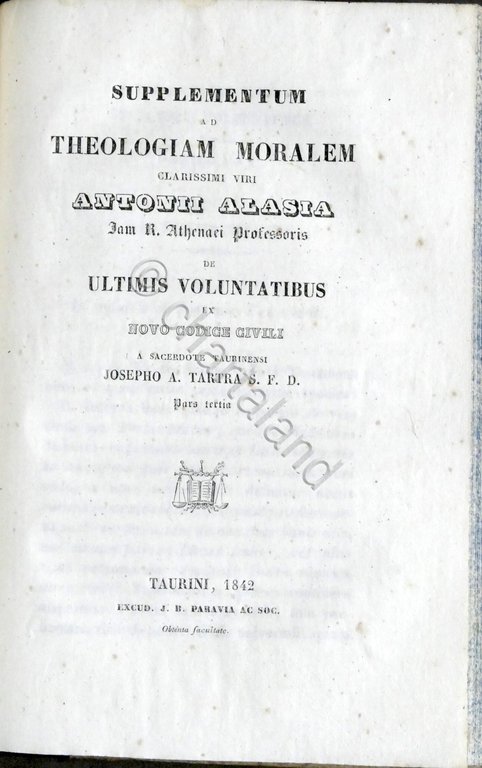 SUPPLEMENTUM
AD
THEOLOGIAM MORALEM
CLARISSIMI VIRI
ANTONII ALASIA
Jam R. Athenaei Professoris
DE
ULTIMIS VOLUNTATIBUS
EX
NOVO CODICE CIVILI
A SACERDOTE TAURINENSI
JOSEPHO A. TARTRA S. F. D.
Pars tertia
© chartaland
TAURINI, 1842
EXCUD. J. B. PARAVIA AC SOC.
Obtenta facultate.